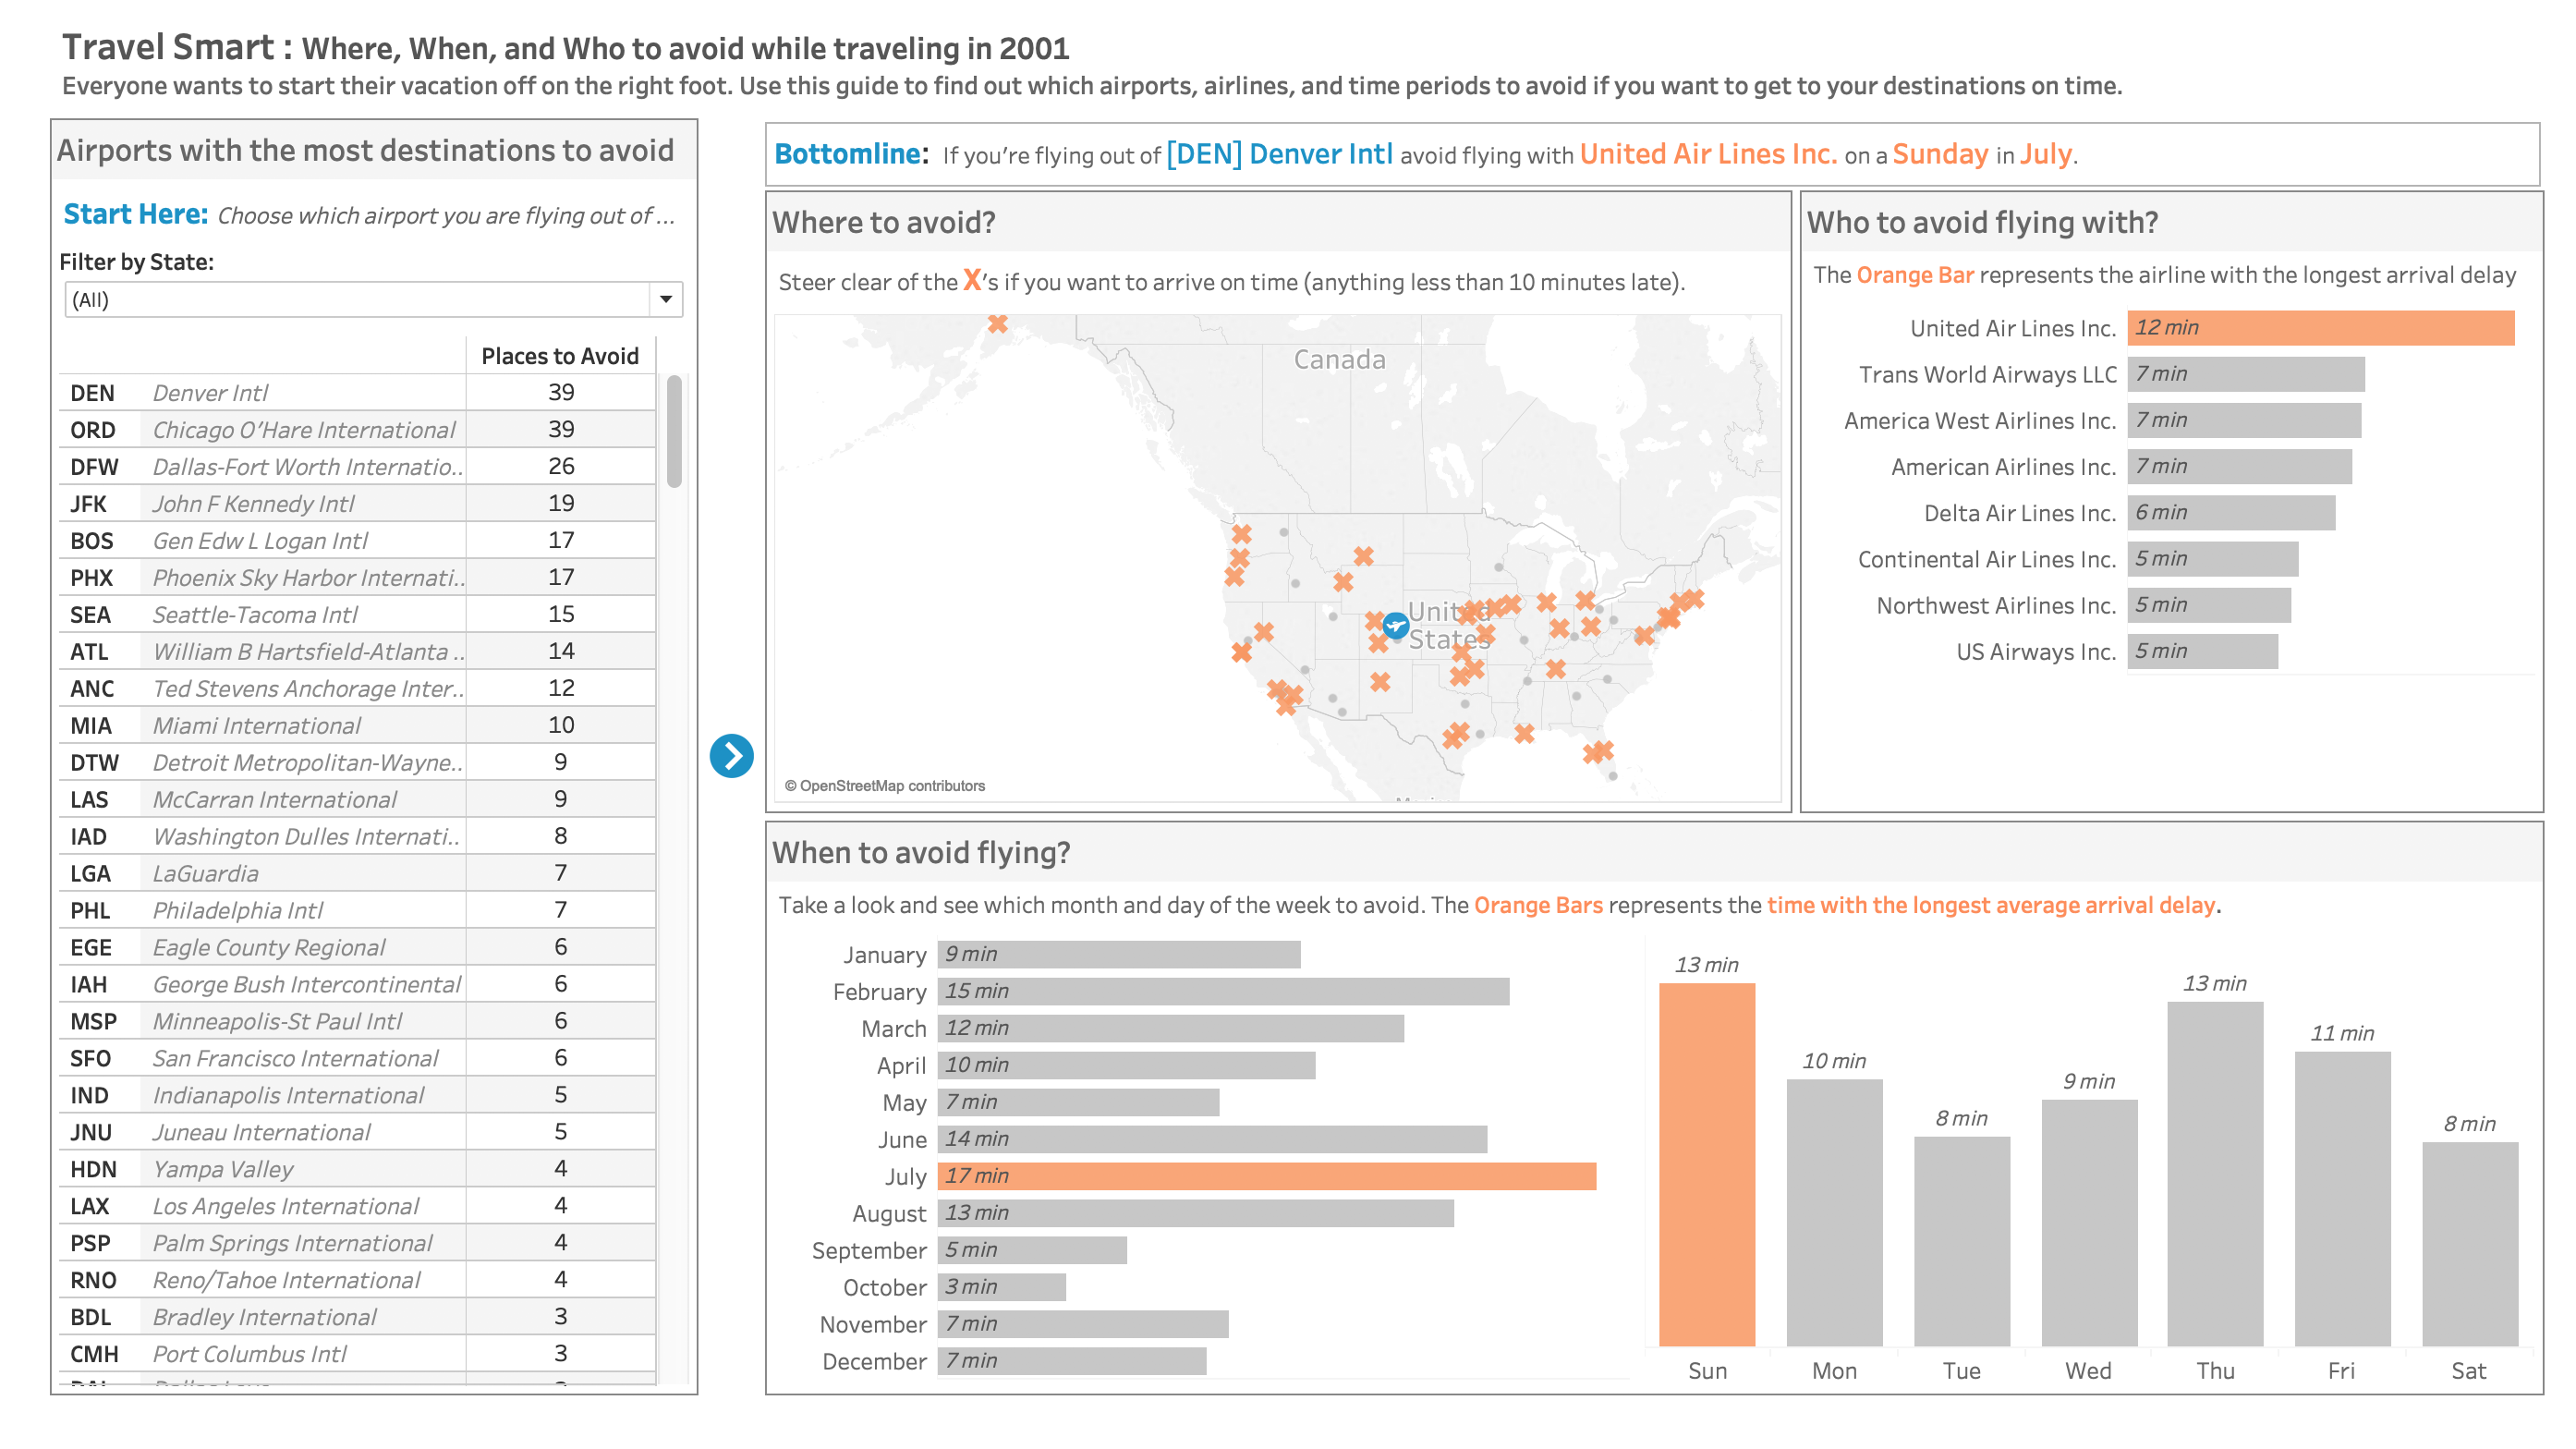 Travel Smart : Where, When, and Who to avoid while traveling in 2001
Everyone wants to start their vacation off on the right foot. Use this guide to find out which airports, airlines, and time periods to avoid if you want to get to your destinations on time.
Airports with the most destinations to avoid
Start Here: Choose which airport you are flying out of ...
Filter by State:
(All)
Places to Avoid
DEN Denver Intl 39
ORD Chicago O'Hare International 39
DFW Dallas-Fort Worth Internatio.. 26
JFK John F Kennedy Intl 19
BOS Gen Edw L Logan Intl 17
PHX Phoenix Sky Harbor Internati.. 17
SEA Seattle-Tacoma Intl 15
ATL William B Hartsfield-Atlanta .. 14
ANC Ted Stevens Anchorage Inter.. 12
MIA Miami International 10
DTW Detroit Metropolitan-Wayne.. 9
LAS McCarran International 9
IAD Washington Dulles Internati.. 8
LGA LaGuardia 7
PHL Philadelphia Intl 7
EGE Eagle County Regional 6
IAH George Bush Intercontinental 6
MSP Minneapolis-St Paul Intl 6
SFO San Francisco International 6
IND Indianapolis International 5
JNU Juneau International 5
HDN Yampa Valley 4
LAX Los Angeles International 4
PSP Palm Springs International 4
RNO Reno/Tahoe International 4
BDL Bradley International 3
CMH Port Columbus Intl 3
Bottomline: If you're flying out of [DEN] Denver Intl avoid flying with United Air Lines Inc. on a Sunday in July.
Where to avoid?
Steer clear of the X's if you want to arrive on time (anything less than 10 minutes late).
Canada
United
States
© OpenStreetMap contributors
Who to avoid flying with?
The Orange Bar represents the airline with the longest arrival delay
United Air Lines Inc. 12 min
Trans World Airways LLC 7 min
America West Airlines Inc. 7 min
American Airlines Inc. 7 min
Delta Air Lines Inc. 6 min
Continental Air Lines Inc. 5 min
Northwest Airlines Inc. 5 min
US Airways Inc. 5 min
When to avoid flying?
Take a look and see which month and day of the week to avoid. The Orange Bars represents the time with the longest average arrival delay.
January 9 min
February 15 min
March 12 min
April 10 min
May 7 min
June 14 min
July 17 min
August 13 min
September 5 min
October 3 min
November 7 min
December 7 min
13 min
10 min
8 min
9 min
13 min
11 min
8 min
Sun Mon Tue Wed Thu Fri Sat